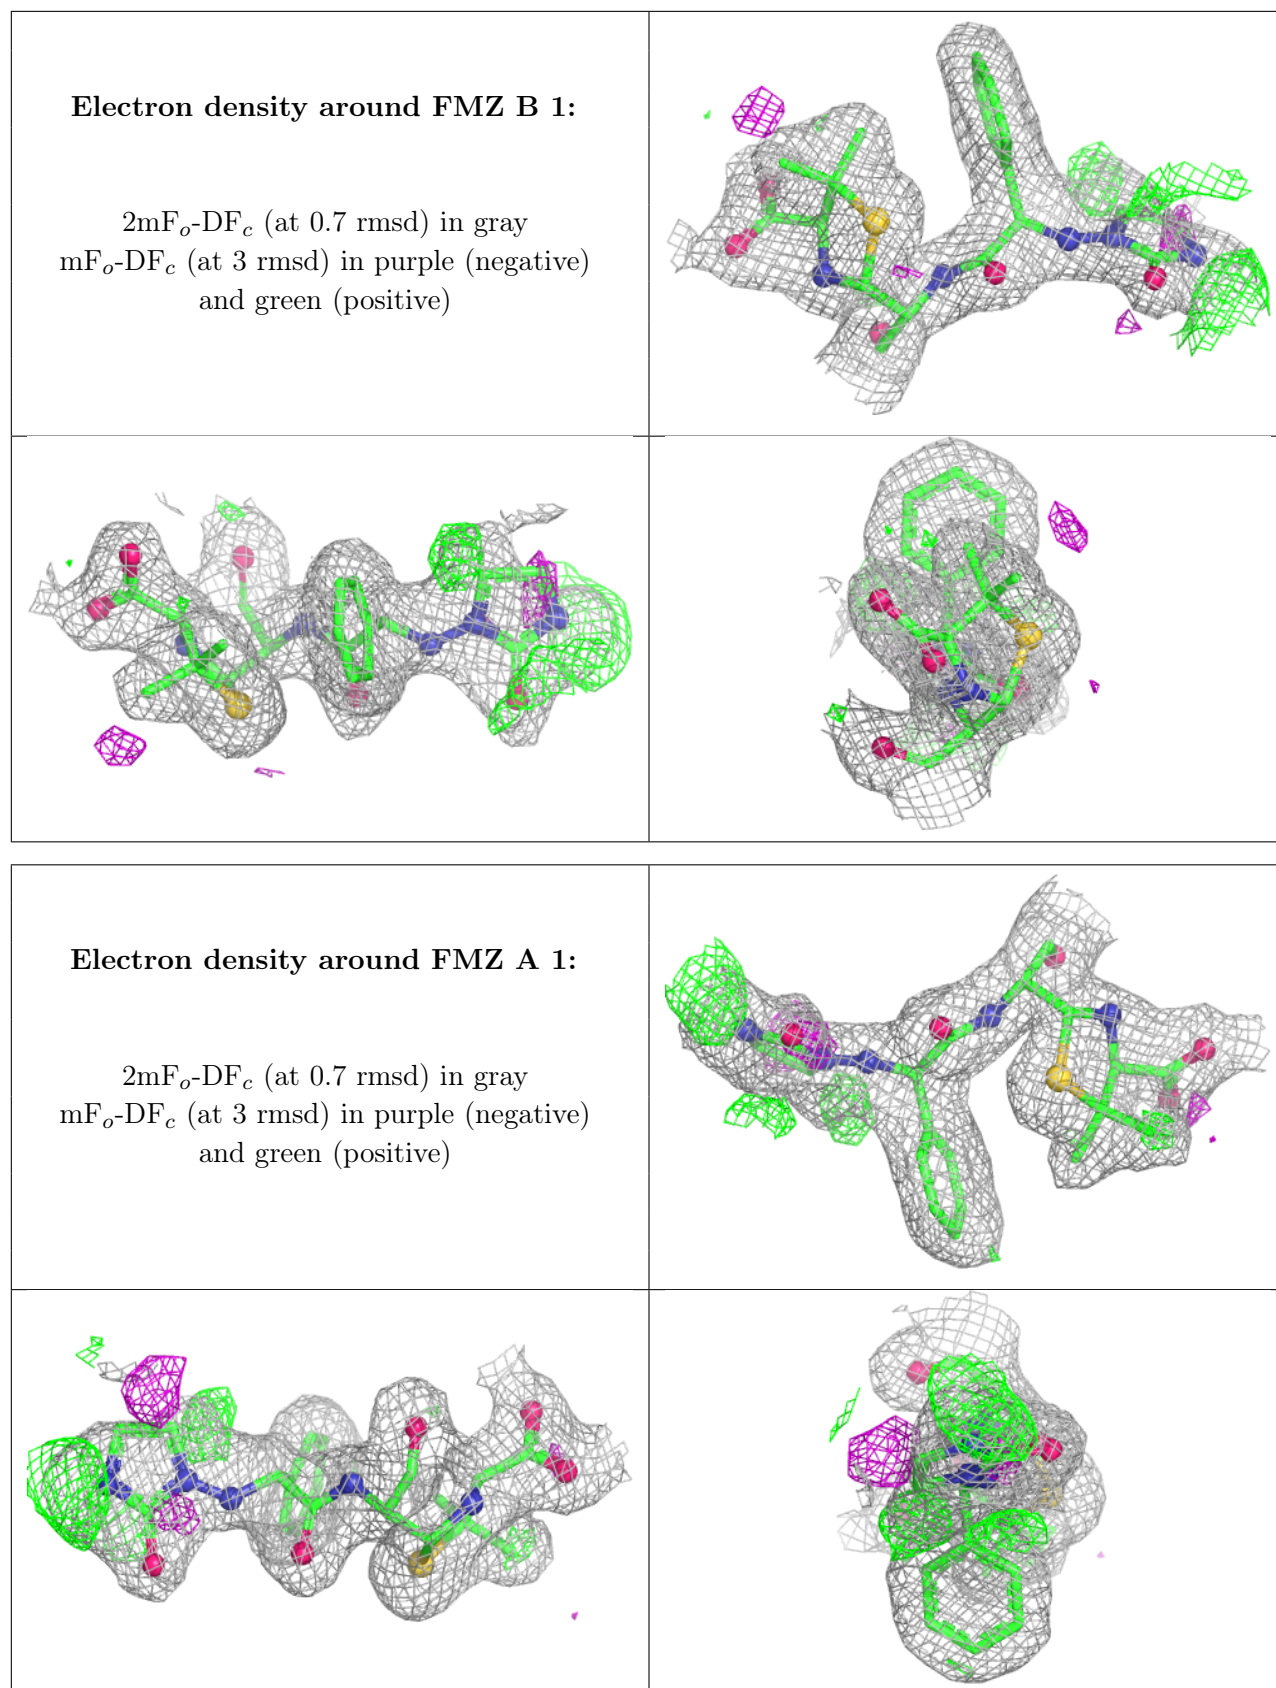 Electron density around FMZ B 1:
2mFo-DFc (at 0.7 rmsd) in gray
mFo-DFc (at 3 rmsd) in purple (negative)
and green (positive)
Electron density around FMZ A 1:
2mFo-DFc (at 0.7 rmsd) in gray
mFo-DFc (at 3 rmsd) in purple (negative)
and green (positive)